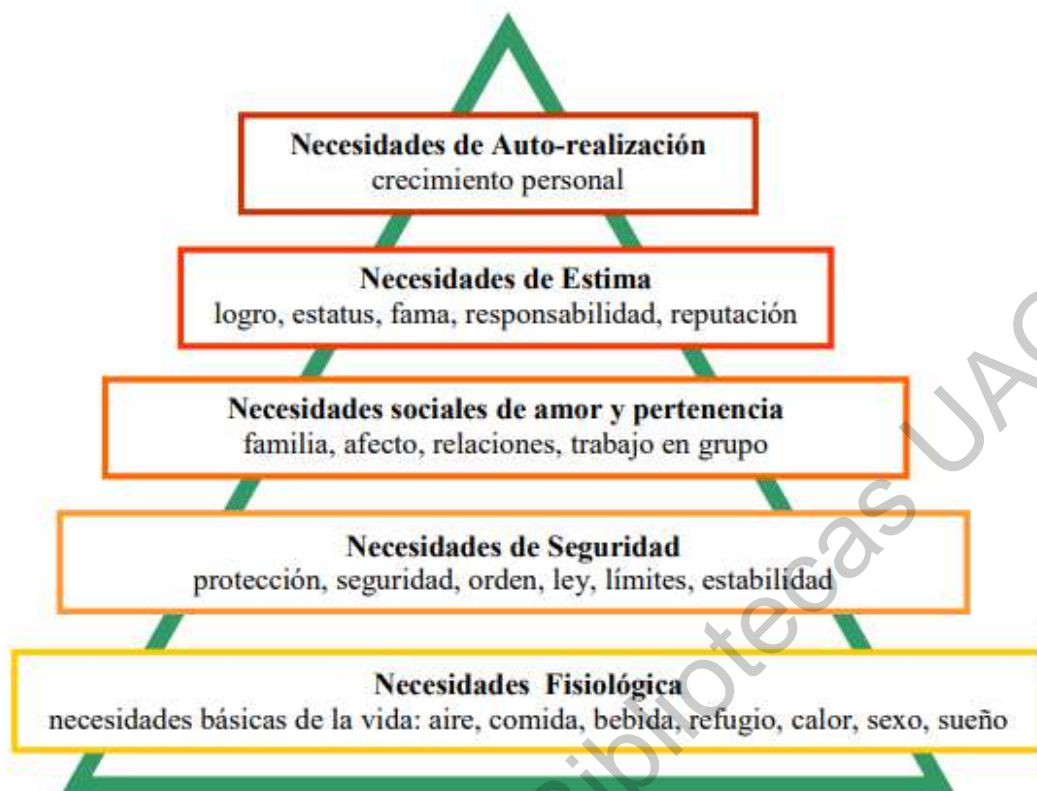 Necesidades de Auto-realización
crecimiento personal
Necesidades de Estima
logro, estatus, fama, responsabilidad, reputación
Necesidades sociales de amor y pertenencia
familia, afecto, relaciones, trabajo en grupo
Necesidades de Seguridad
protección, seguridad, orden, ley, límites, estabilidad
Necesidades Fisiológica
necesidades básicas de la vida: aire, comida, bebida, refugio, calor, sexo, sueño
Bibliotecas UAC